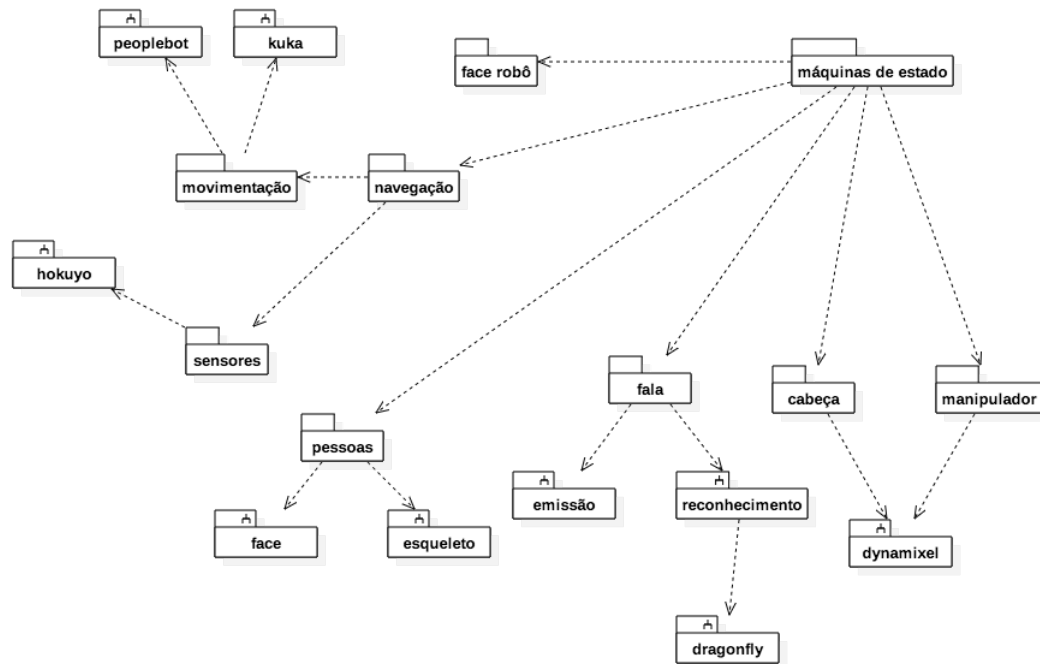 peoplebot
kuka
face robô
máquinas de estado
movimentação
navegação
hokuyo
sensores
fala
cabeça
manipulador
pessoas
emissão
reconhecimento
face
esqueleto
dynamixel
dragonfly